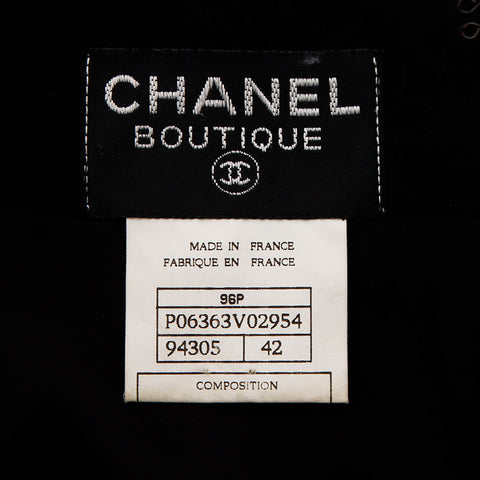 CHANEL
BOUTIQUE
MADE IN FRANCE
FABRIQUE EN FRANCE
96P
P06363V02954
94305 42
COMPOSITION